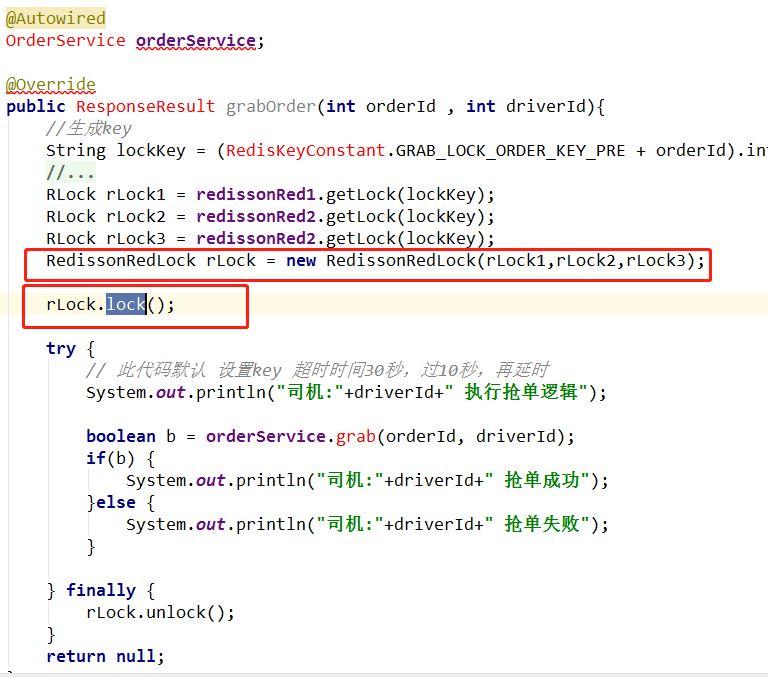 @Autowired
OrderService orderService;
@Override
public ResponseResult grabOrder(int orderId , int driverId){
//生成key
String lockKey = (RedisKeyConstant.GRAB_LOCK_ORDER_KEY_PRE + orderId).in
//...
RLock rLock1 = redissonRed1.getLock(lockKey);
RLock rLock2 = redissonRed2.getLock(lockKey);
RLock rLock3 = redissonRed2.getLock(lockKey);
RedissonRedLock rLock = new RedissonRedLock(rLock1,rLock2,rLock3);
rLock.lock();
try {
// 此代码默认 设置key 超时时间30秒，过10秒，再延时
System.out.println("司机:"+driverId+" 执行抢单逻辑");
boolean b = orderService.grab(orderId, driverId);
if(b) {
System.out.println("司机:"+driverId+" 抢单成功");
}else {
System.out.println("司机:"+driverId+" 抢单失败");
}
} finally {
rLock.unlock();
}
return null;